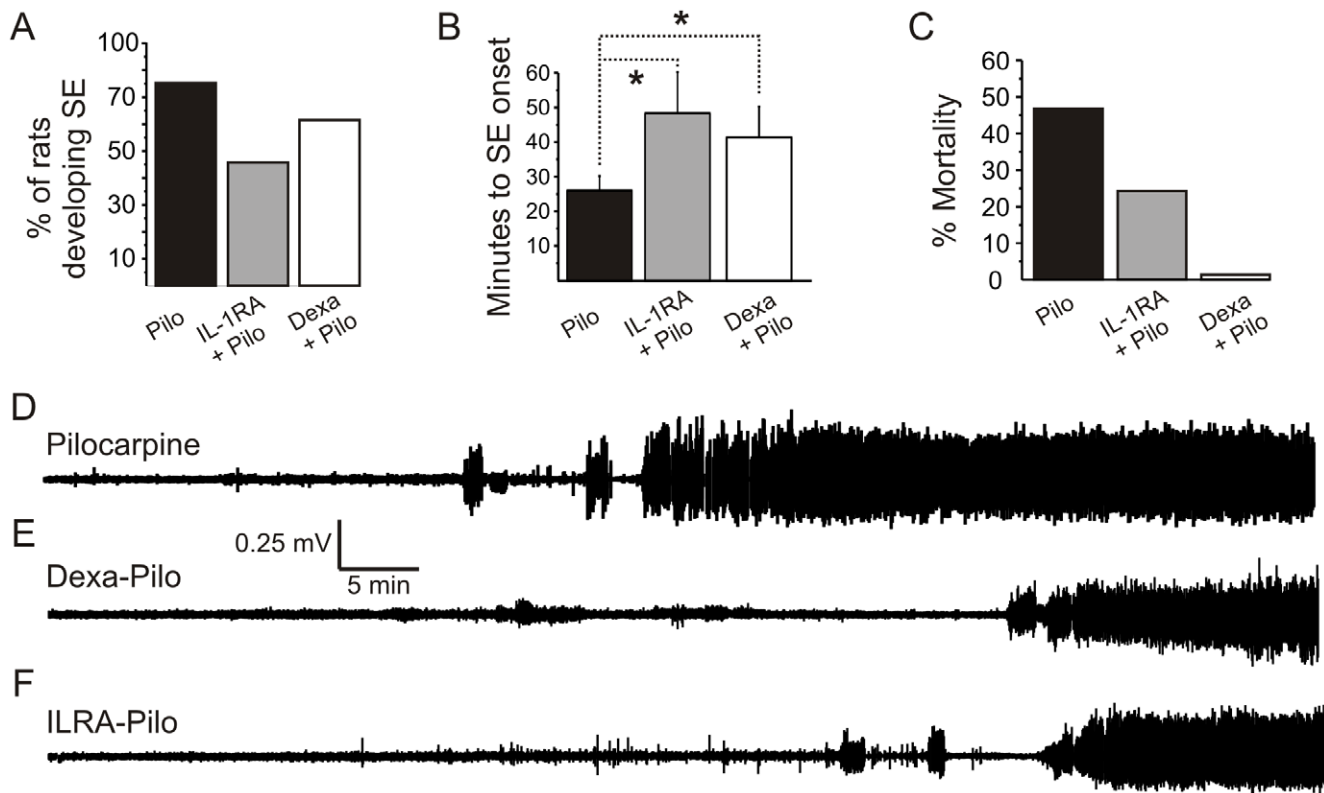 A
% of rats
developing SE
100
70
50
30
10
Pilo
IL-1RA
+ Pilo
Dexa
+ Pilo
B
Minutes to SE onset
60
50
40
30
20
10
*
*
Pilo
IL-1RA
+ Pilo
Dexa
+ Pilo
C
% Mortality
60
50
40
30
20
10
0
Pilo
IL-1RA
+ Pilo
Dexa
+ Pilo
D
Pilocarpine
E
0.25 mV
5 min
Dexa-Pilo
F
ILRA-Pilo